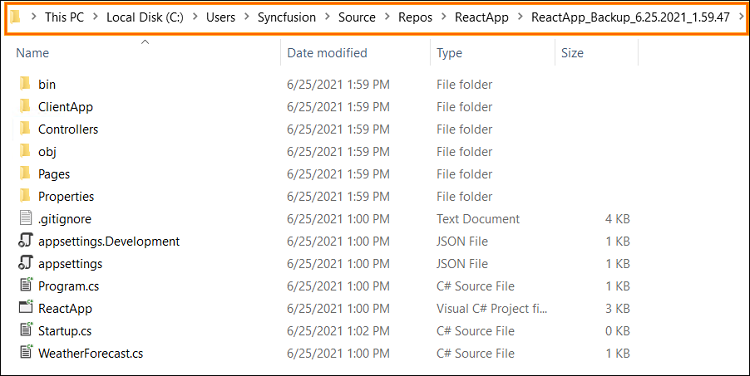 This PC > Local Disk (C:) > Users > Syncfusion > Source > Repos > ReactApp > ReactApp_Backup_6.25.2021_1.59.47 >
Name Date modified Type Size
bin 6/25/2021 1:59 PM File folder
ClientApp 6/25/2021 1:59 PM File folder
Controllers 6/25/2021 1:59 PM File folder
obj 6/25/2021 1:59 PM File folder
Pages 6/25/2021 1:59 PM File folder
Properties 6/25/2021 1:59 PM File folder
.gitignore 6/25/2021 1:00 PM Text Document 4 KB
appsettings.Development 6/25/2021 1:00 PM JSON File 1 KB
appsettings 6/25/2021 1:00 PM JSON File 1 KB
Program.cs 6/25/2021 1:00 PM C# Source File 1 KB
ReactApp 6/25/2021 1:00 PM Visual C# Project fi... 3 KB
Startup.cs 6/25/2021 1:02 PM C# Source File 0 KB
WeatherForecast.cs 6/25/2021 1:00 PM C# Source File 1 KB